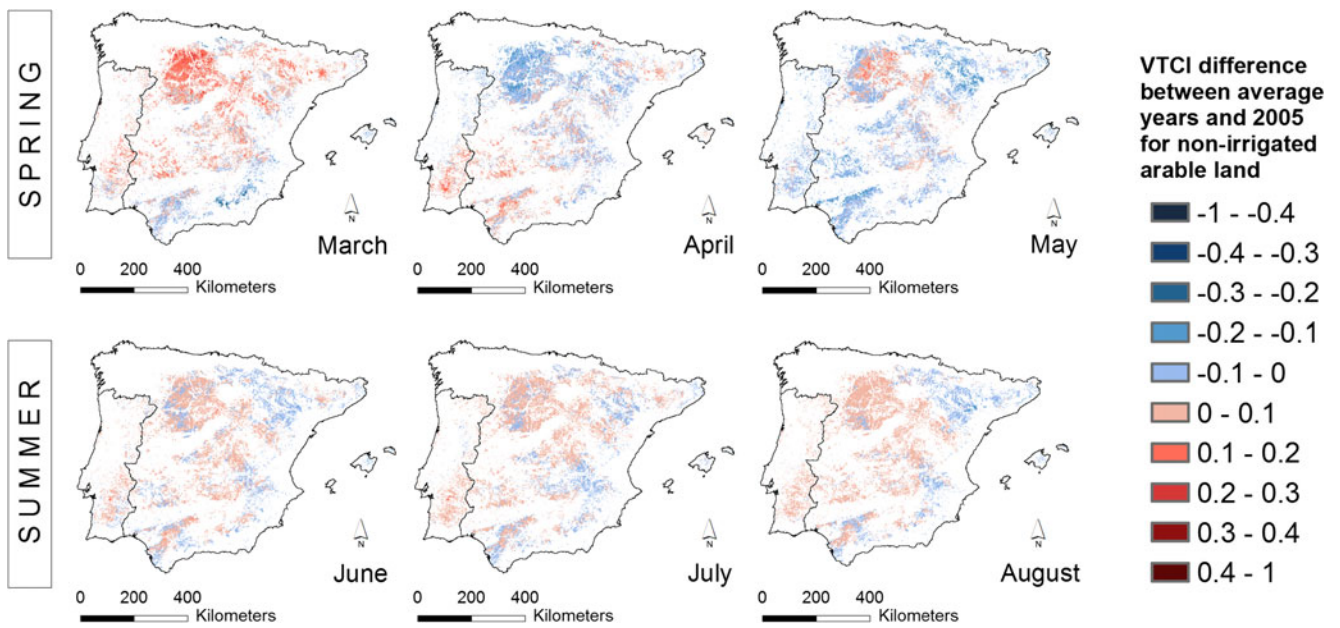 SPRING
March
0 200 400
Kilometers
N
April
0 200 400
Kilometers
N
May
0 200 400
Kilometers
N
SUMMER
June
0 200 400
Kilometers
N
July
0 200 400
Kilometers
N
August
0 200 400
Kilometers
N
VTCI difference
between average
years and 2005
for non-irrigated
arable land
-1 - -0.4
-0.4 - -0.3
-0.3 - -0.2
-0.2 - -0.1
-0.1 - 0
0 - 0.1
0.1 - 0.2
0.2 - 0.3
0.3 - 0.4
0.4 - 1